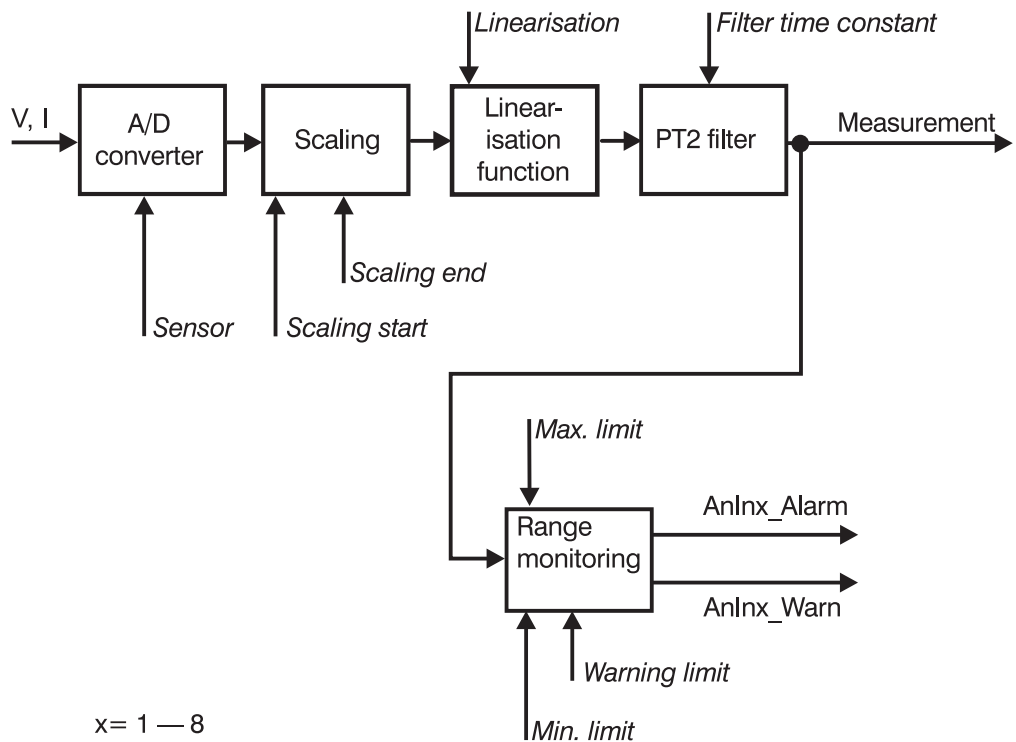 Linearisation
Filter time constant
V, I
A/D
converter
Scaling
Linear-
isation
function
PT2 filter
Measurement
Scaling end
Sensor
Scaling start
Max. limit
Range
monitoring
AnInx_Alarm
AnInx_Warn
Warning limit
Min. limit
x= 1 — 8